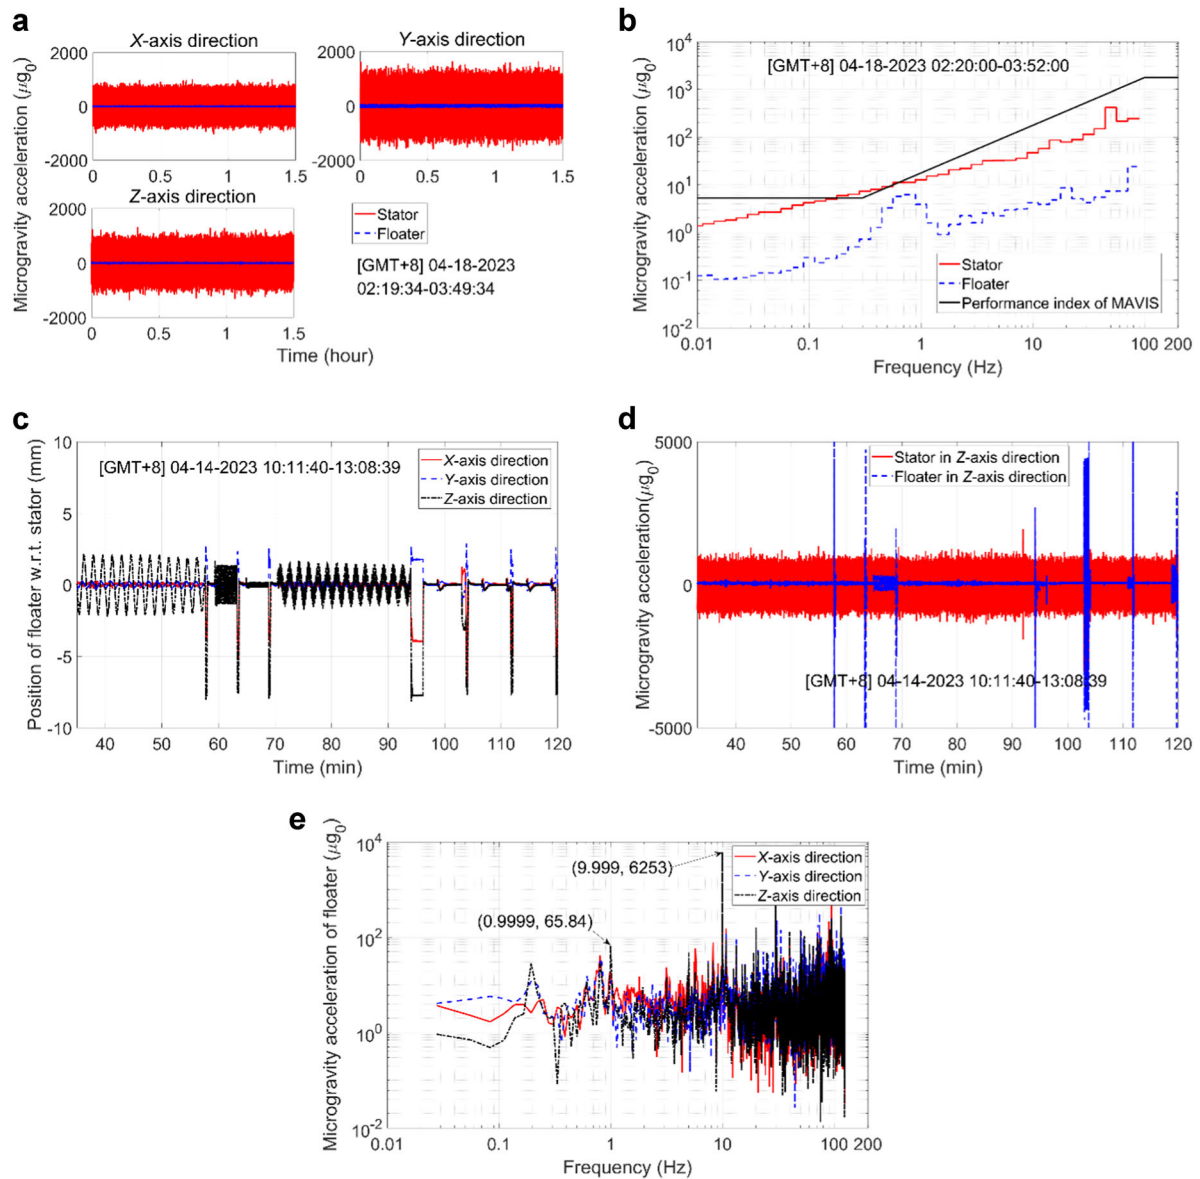 a
X-axis direction
Y-axis direction
Microgravity acceleration (μg0)
2000
0
-2000
0 0.5 1 1.5
2000
0
-2000
0 0.5 1 1.5
Z-axis direction
2000
0
-2000
0 0.5 1 1.5
Time (hour)
Stator
Floater
[GMT+8] 04-18-2023
02:19:34-03:49:34
b
Microgravity acceleration (μg0)
10^4
10^3
10^2
10^1
10^0
10^-1
10^-2
[GMT+8] 04-18-2023 02:20:00-03:52:00
Stator
Floater
Performance index of MAVIS
0.01 0.1 1 10 100 200
Frequency (Hz)
c
Position of floater w.r.t. stator (mm)
10
5
0
-5
-10
[GMT+8] 04-14-2023 10:11:40-13:08:39
X-axis direction
Y-axis direction
Z-axis direction
40 50 60 70 80 90 100 110 120
Time (min)
d
Microgravity acceleration(μg0)
5000
0
-5000
Stator in Z-axis direction
Floater in Z-axis direction
[GMT+8] 04-14-2023 10:11:40-13:08:39
40 50 60 70 80 90 100 110 120
Time (min)
e
Microgravity acceleration of floater (μg0)
10^4
10^2
10^0
10^-2
(9.999, 6253)
(0.9999, 65.84)
X-axis direction
Y-axis direction
Z-axis direction
0.01 0.1 1 10 100 200
Frequency (Hz)